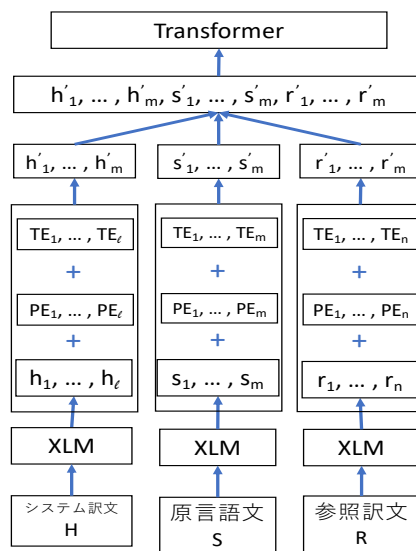 Transformer
h'₁, ... , h'ₘ, s'₁, ... , s'ₘ, r'₁, ... , r'ₘ
h'₁, ... , h'ₘ
s'₁, ... , s'ₘ
r'₁, ... , r'ₘ
TE₁, ... , TEℓ
TE₁, ... , TEₘ
TE₁, ... , TEₙ
+
+
+
PE₁, ... , PEℓ
PE₁, ... , PEₘ
PE₁, ... , PEₙ
+
+
+
h₁, ... , hℓ
s₁, ... , sₘ
r₁, ... , rₙ
XLM
XLM
XLM
システム訳文
H
原言語文
S
参照訳文
R